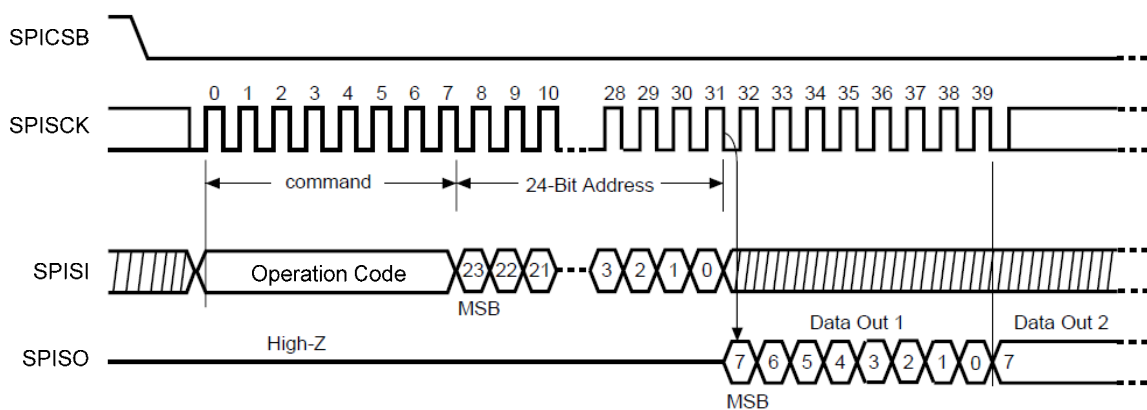 SPICSB
0 1 2 3 4 5 6 7 8 9 10 28 29 30 31 32 33 34 35 36 37 38 39
SPISCK
command 24-Bit Address
SPISI Operation Code 23 22 21 3 2 1 0
MSB
High-Z Data Out 1 Data Out 2
SPISO 7 6 5 4 3 2 1 0 7
MSB